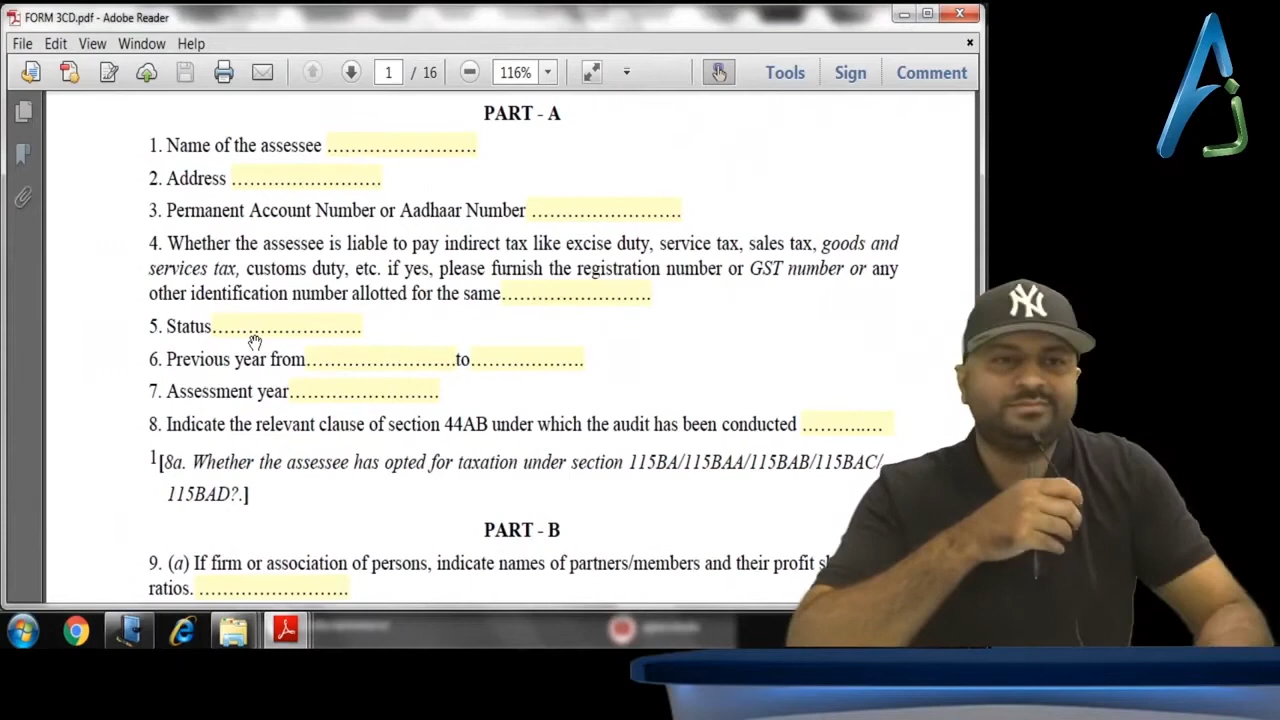 FORM 3CD.pdf - Adobe Reader
File Edit View Window Help
1 / 16 116% Tools Sign Comment
PART - A
1. Name of the assessee …………………….
2. Address …………………….
3. Permanent Account Number or Aadhaar Number …………………….
4. Whether the assessee is liable to pay indirect tax like excise duty, service tax, sales tax, goods and
services tax, customs duty, etc. if yes, please furnish the registration number or GST number or any
other identification number allotted for the same…………………….
5. Status…………………….
6. Previous year from…………………….to……………….
7. Assessment year…………………….
8. Indicate the relevant clause of section 44AB under which the audit has been conducted ………..…
1[8a. Whether the assessee has opted for taxation under section 115BA/115BAA/115BAB/115BAC/
115BAD?.]
PART - B
9. (a) If firm or association of persons, indicate names of partners/members and their profit
ratios. …………………….
NY